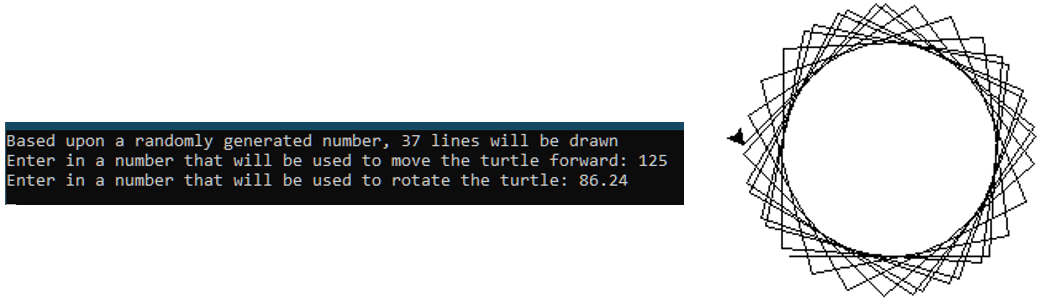 Based upon a randomly generated number, 37 lines will be drawn
Enter in a number that will be used to move the turtle forward: 125
Enter in a number that will be used to rotate the turtle: 86.24